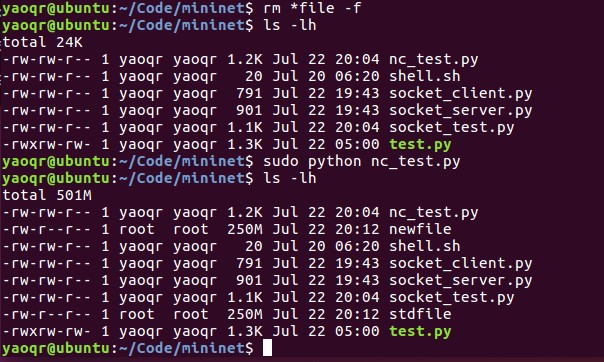 yaoqr@ubuntu:~/Code/mininet$ rm *file -f
yaoqr@ubuntu:~/Code/mininet$ ls -lh
total 24K
-rw-rw-r-- 1 yaoqr yaoqr 1.2K Jul 22 20:04 nc_test.py
-rw-rw-r-- 1 yaoqr yaoqr   20 Jul 20 06:20 shell.sh
-rw-rw-r-- 1 yaoqr yaoqr  791 Jul 22 19:43 socket_client.py
-rw-rw-r-- 1 yaoqr yaoqr  901 Jul 22 19:43 socket_server.py
-rw-rw-r-- 1 yaoqr yaoqr 1.1K Jul 22 20:04 socket_test.py
-rwxrw-rw- 1 yaoqr yaoqr 1.3K Jul 22 05:00 test.py
yaoqr@ubuntu:~/Code/mininet$ sudo python nc_test.py
yaoqr@ubuntu:~/Code/mininet$ ls -lh
total 501M
-rw-rw-r-- 1 yaoqr yaoqr 1.2K Jul 22 20:04 nc_test.py
-rw-r--r-- 1 root  root  250M Jul 22 20:12 newfile
-rw-rw-r-- 1 yaoqr yaoqr   20 Jul 20 06:20 shell.sh
-rw-rw-r-- 1 yaoqr yaoqr  791 Jul 22 19:43 socket_client.py
-rw-rw-r-- 1 yaoqr yaoqr  901 Jul 22 19:43 socket_server.py
-rw-rw-r-- 1 yaoqr yaoqr 1.1K Jul 22 20:04 socket_test.py
-rw-r--r-- 1 root  root  250M Jul 22 20:12 stdfile
-rwxrw-rw- 1 yaoqr yaoqr 1.3K Jul 22 05:00 test.py
yaoqr@ubuntu:~/Code/mininet$